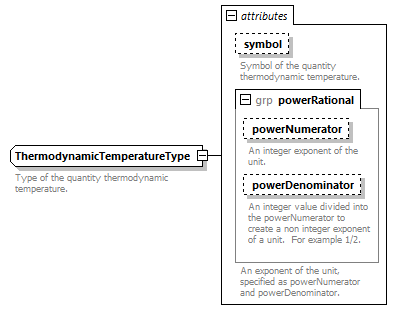 attributes
symbol
Symbol of the quantity
thermodynamic temperature.
grp powerRational
powerNumerator
An integer exponent of the
unit.
powerDenominator
An integer value divided into
the powerNumerator to
create a non integer exponent
of a unit. For example 1/2.
An exponent of the unit,
specified as powerNumerator
and powerDenominator.
ThermodynamicTemperatureType
Type of the quantity thermodynamic
temperature.